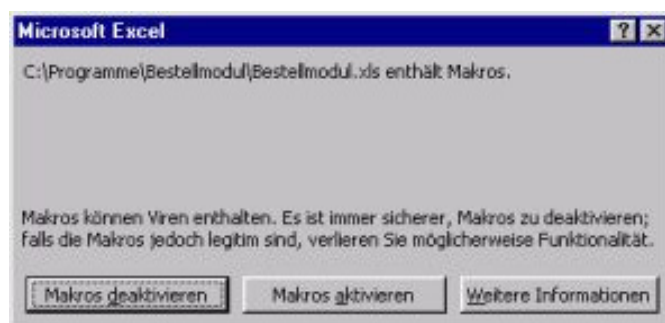 Microsoft Excel
C:\Programme\Bestellmodul\Bestellmodul.xls enthält Makros.
Makros können Viren enthalten. Es ist immer sicherer, Makros zu deaktivieren;
falls die Makros jedoch legitim sind, verlieren Sie möglicherweise Funktionalität.
Makros deaktivieren Makros aktivieren Weitere Informationen